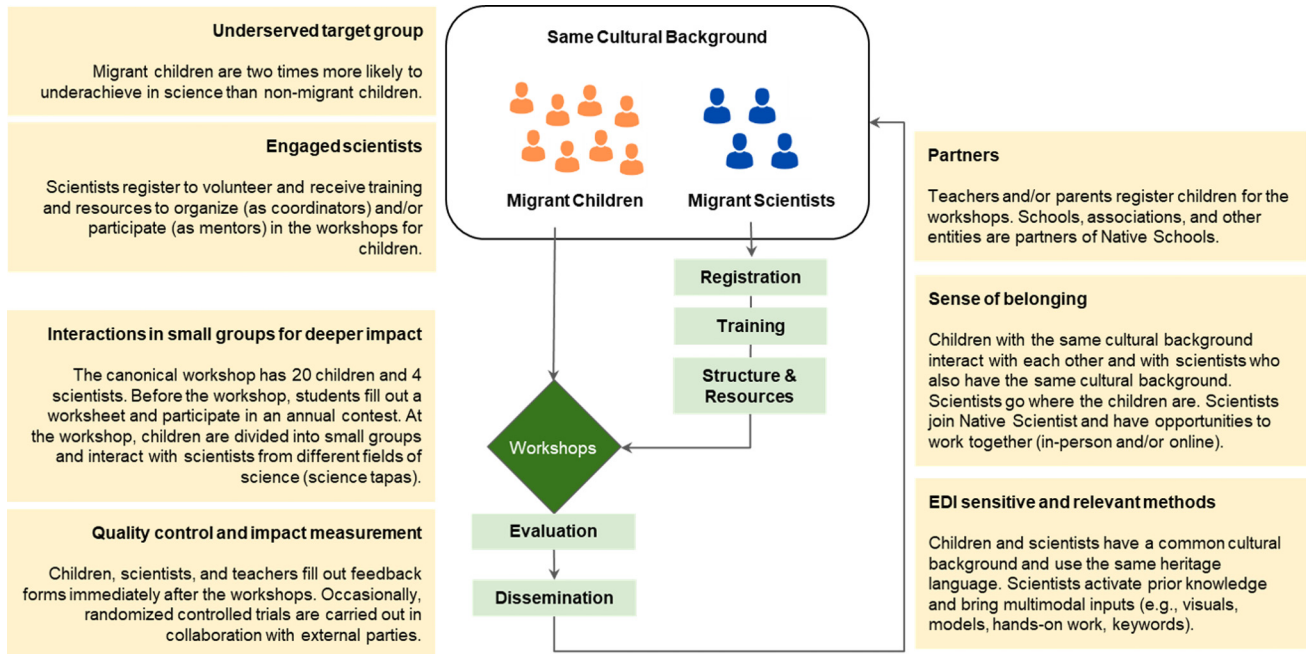 Underserved target group
Migrant children are two times more likely to
underachieve in science than non-migrant children.
Engaged scientists
Scientists register to volunteer and receive training
and resources to organize (as coordinators) and/or
participate (as mentors) in the workshops for
children.
Interactions in small groups for deeper impact
The canonical workshop has 20 children and 4
scientists. Before the workshop, students fill out a
worksheet and participate in an annual contest. At
the workshop, children are divided into small groups
and interact with scientists from different fields of
science (science tapas).
Quality control and impact measurement
Children, scientists, and teachers fill out feedback
forms immediately after the workshops. Occasionally,
randomized controlled trials are carried out in
collaboration with external parties.
Same Cultural Background
Migrant Children
Migrant Scientists
Registration
Training
Structure &
Resources
Workshops
Evaluation
Dissemination
Partners
Teachers and/or parents register children for the
workshops. Schools, associations, and other
entities are partners of Native Schools.
Sense of belonging
Children with the same cultural background
interact with each other and with scientists who
also have the same cultural background.
Scientists go where the children are. Scientists
join Native Scientist and have opportunities to
work together (in-person and/or online).
EDI sensitive and relevant methods
Children and scientists have a common cultural
background and use the same heritage
language. Scientists activate prior knowledge
and bring multimodal inputs (e.g., visuals,
models, hands-on work, keywords).